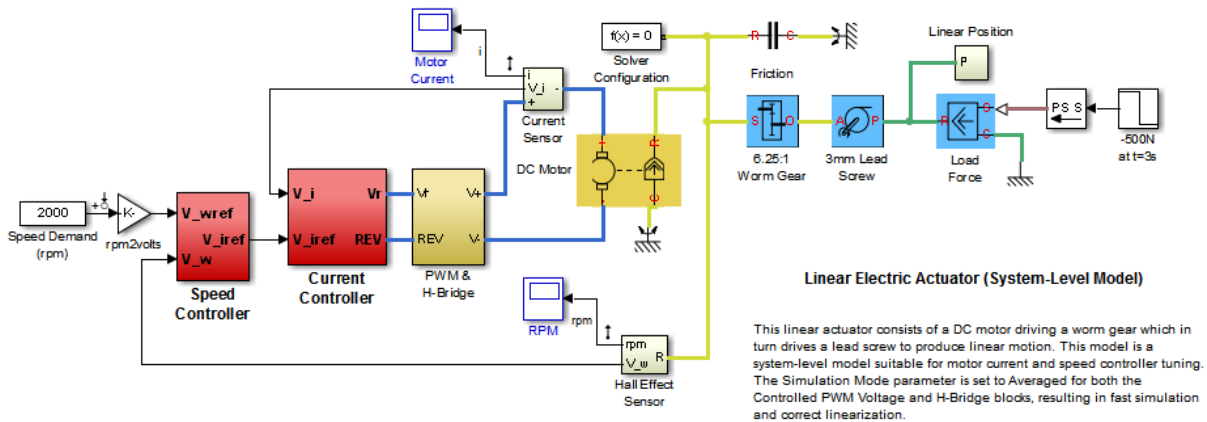 Motor
Current
i
i
V_i
-
+
Current
Sensor
f(x) = 0
Solver
Configuration
R
C
Friction
Linear Position
P
S
O
6.25:1
Worm Gear
A
P
3mm Lead
Screw
R
S
C
Load
Force
PS S
-500N
at t=3s
DC Motor
+
-
R
C
2000
Speed Demand
(rpm)
-K-
rpm2volts
V_wref
V_iref
V_w
Speed
Controller
V_i
Vr
V_iref
REV
Current
Controller
Vr
V+
REV
V-
PWM &
H-Bridge
RPM
rpm
rpm
V_w
R
Hall Effect
Sensor
Linear Electric Actuator (System-Level Model)
This linear actuator consists of a DC motor driving a worm gear which in
turn drives a lead screw to produce linear motion. This model is a
system-level model suitable for motor current and speed controller tuning.
The Simulation Mode parameter is set to Averaged for both the
Controlled PWM Voltage and H-Bridge blocks, resulting in fast simulation
and correct linearization.